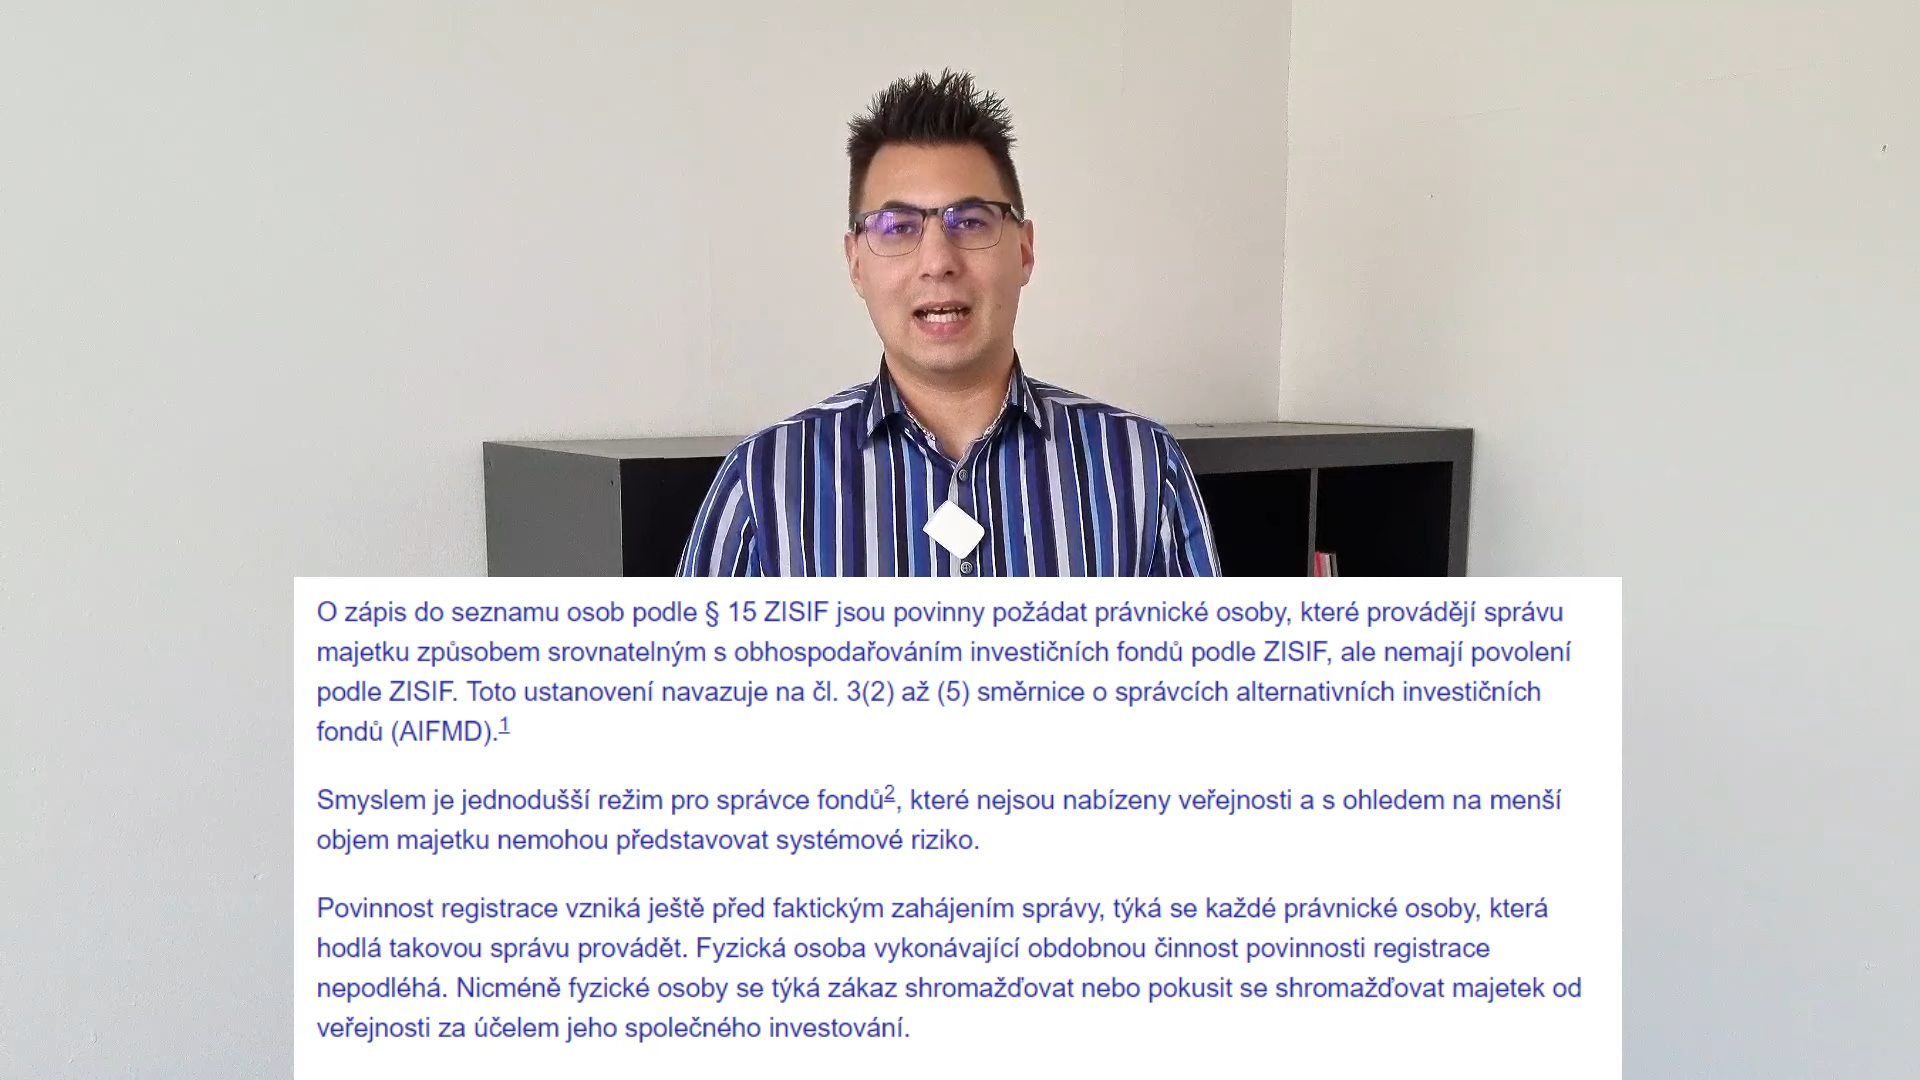 O zápis do seznamu osob podle § 15 ZISIF jsou povinny požádat právnické osoby, které provádějí správu
majetku způsobem srovnatelným s obhospodařováním investičních fondů podle ZISIF, ale nemají povolení
podle ZISIF. Toto ustanovení navazuje na čl. 3(2) až (5) směrnice o správcích alternativních investičních
fondů (AIFMD).1
Smyslem je jednodušší režim pro správce fondů2, které nejsou nabízeny veřejnosti a s ohledem na menší
objem majetku nemohou představovat systémové riziko.
Povinnost registrace vzniká ještě před faktickým zahájením správy, týká se každé právnické osoby, která
hodlá takovou správu provádět. Fyzická osoba vykonávající obdobnou činnost povinnosti registrace
nepodléhá. Nicméně fyzické osoby se týká zákaz shromažďovat nebo pokusit se shromažďovat majetek od
veřejnosti za účelem jeho společného investování.